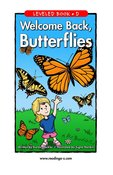 LEVELED BOOK • D
Welcome Back,
Butterflies
www.readinga-z.com